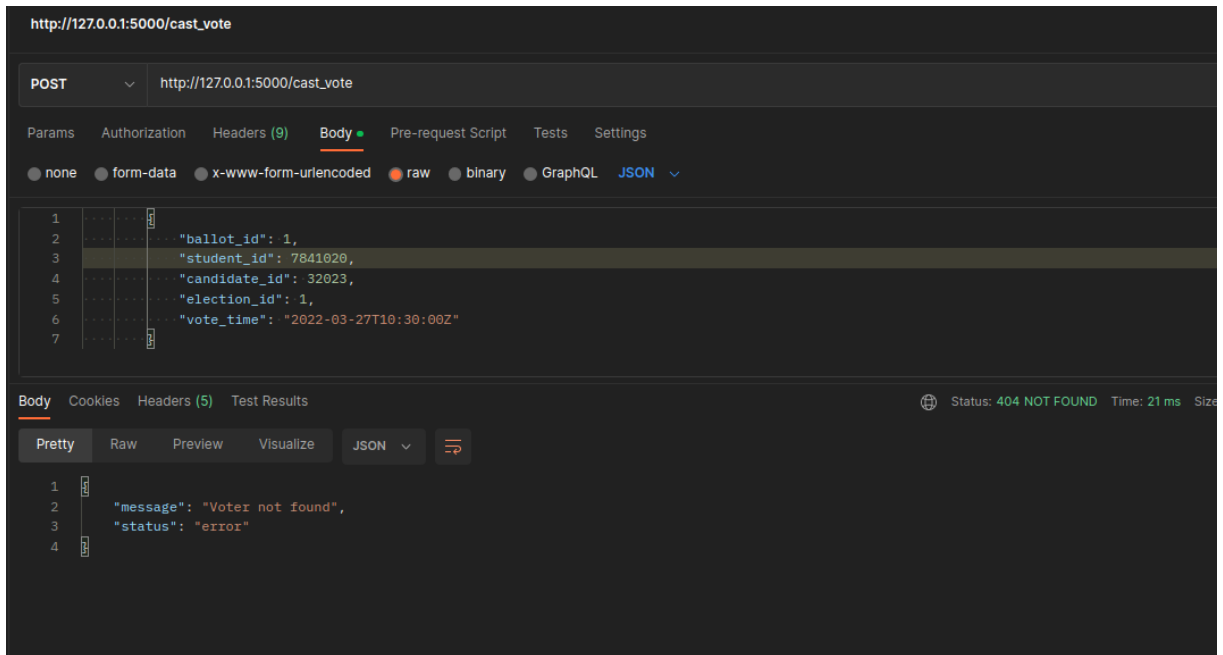 http://127.0.0.1:5000/cast_vote
POST http://127.0.0.1:5000/cast_vote
Params Authorization Headers (9) Body Pre-request Script Tests Settings
none form-data x-www-form-urlencoded raw binary GraphQL JSON
1 {
2 "ballot_id": 1,
3 "student_id": 7841020,
4 "candidate_id": 32023,
5 "election_id": 1,
6 "vote_time": "2022-03-27T10:30:00Z"
7 }
Body Cookies Headers (5) Test Results Status: 404 NOT FOUND Time: 21 ms Size
Pretty Raw Preview Visualize JSON
1 {
2 "message": "Voter not found",
3 "status": "error"
4 }